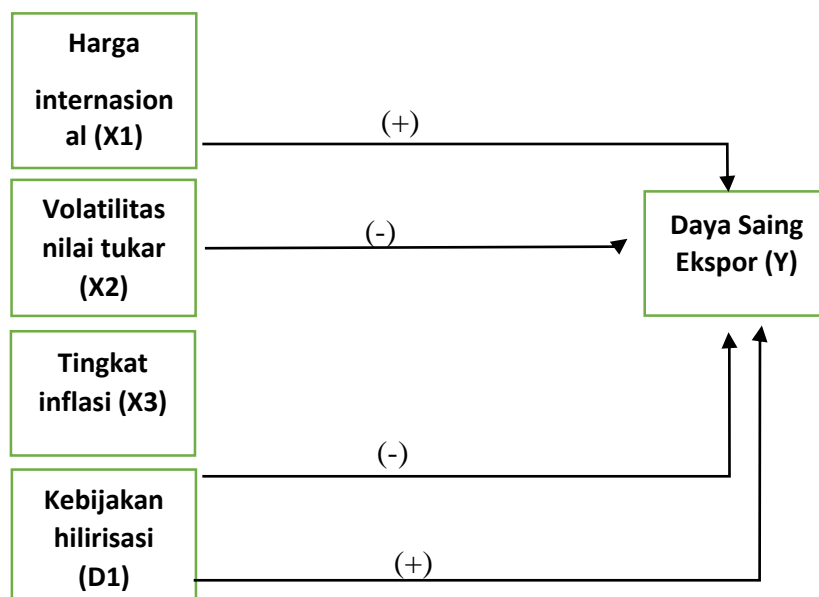 Harga
internasion
al (X1)
(+)
Volatilitas
nilai tukar
(X2)
(-)
Daya Saing
Ekspor (Y)
Tingkat
inflasi (X3)
(-)
Kebijakan
hilirisasi
(D1)
(+)